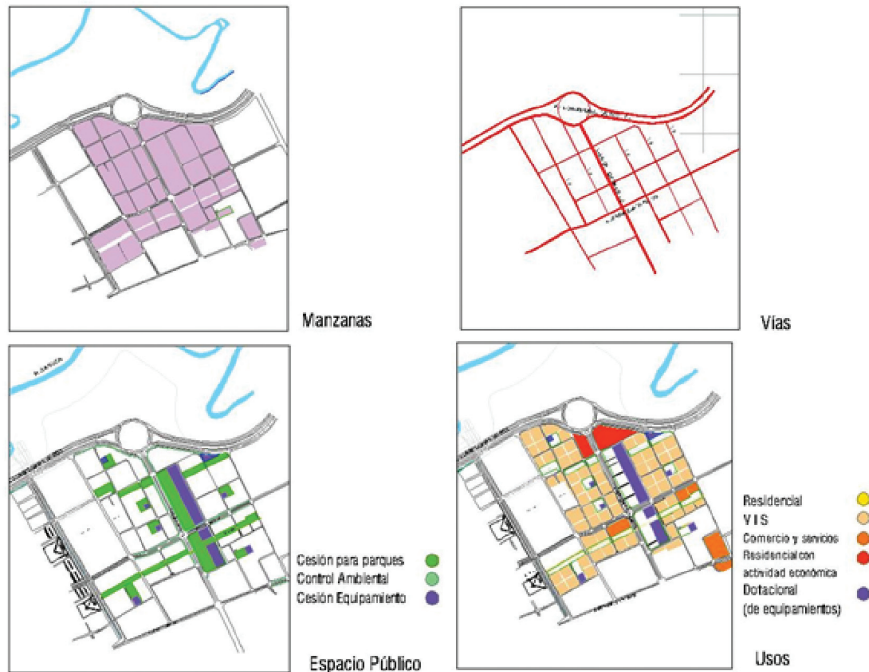 Manzanas
Vías
Cesión para parques
Control Ambiental
Cesión Equipamiento
Espacio Público
Residencial
V I S
Comercio y servicios
Residencial con
actividad económica
Dotacional
(de equipamientos)
Usos